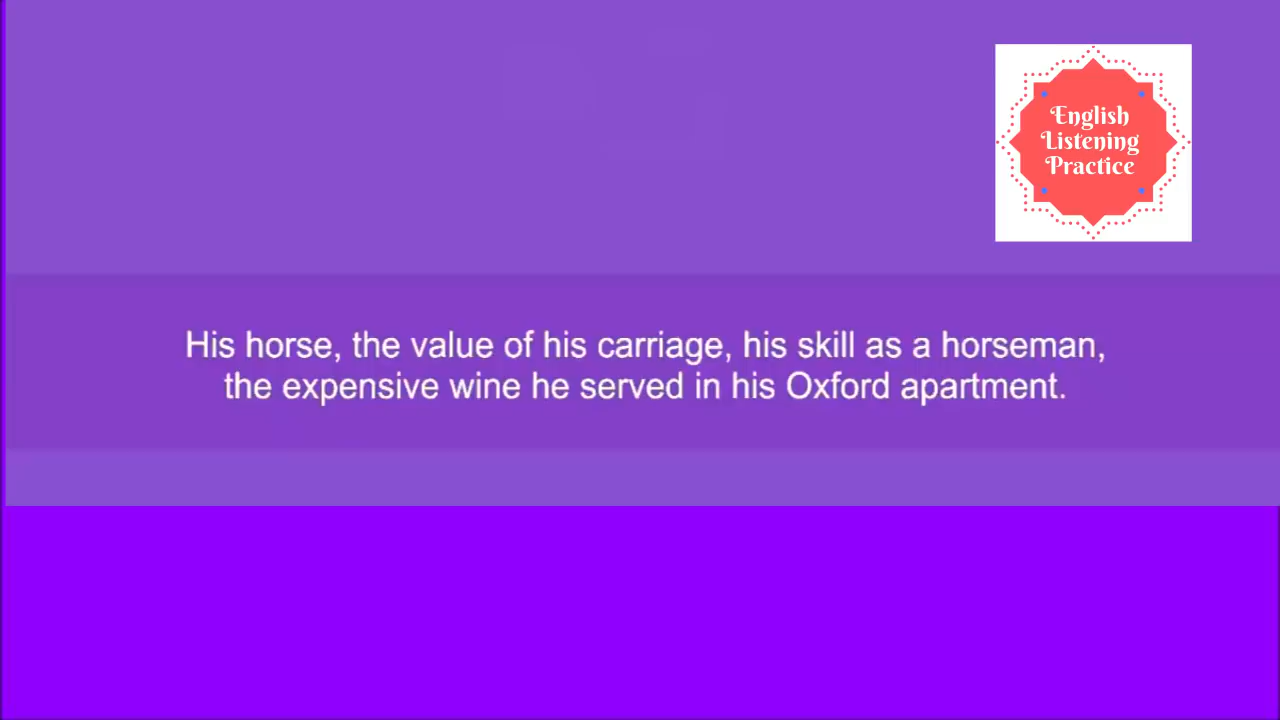 English
Listening
Practice
His horse, the value of his carriage, his skill as a horseman,
the expensive wine he served in his Oxford apartment.